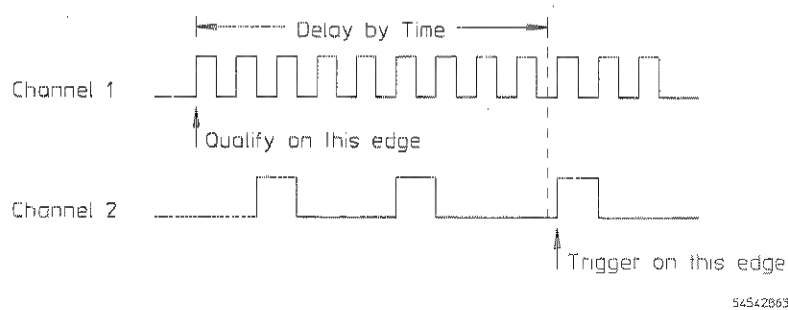 Delay by Time
Channel 1
Qualify on this edge
Channel 2
Trigger on this edge
54542B63